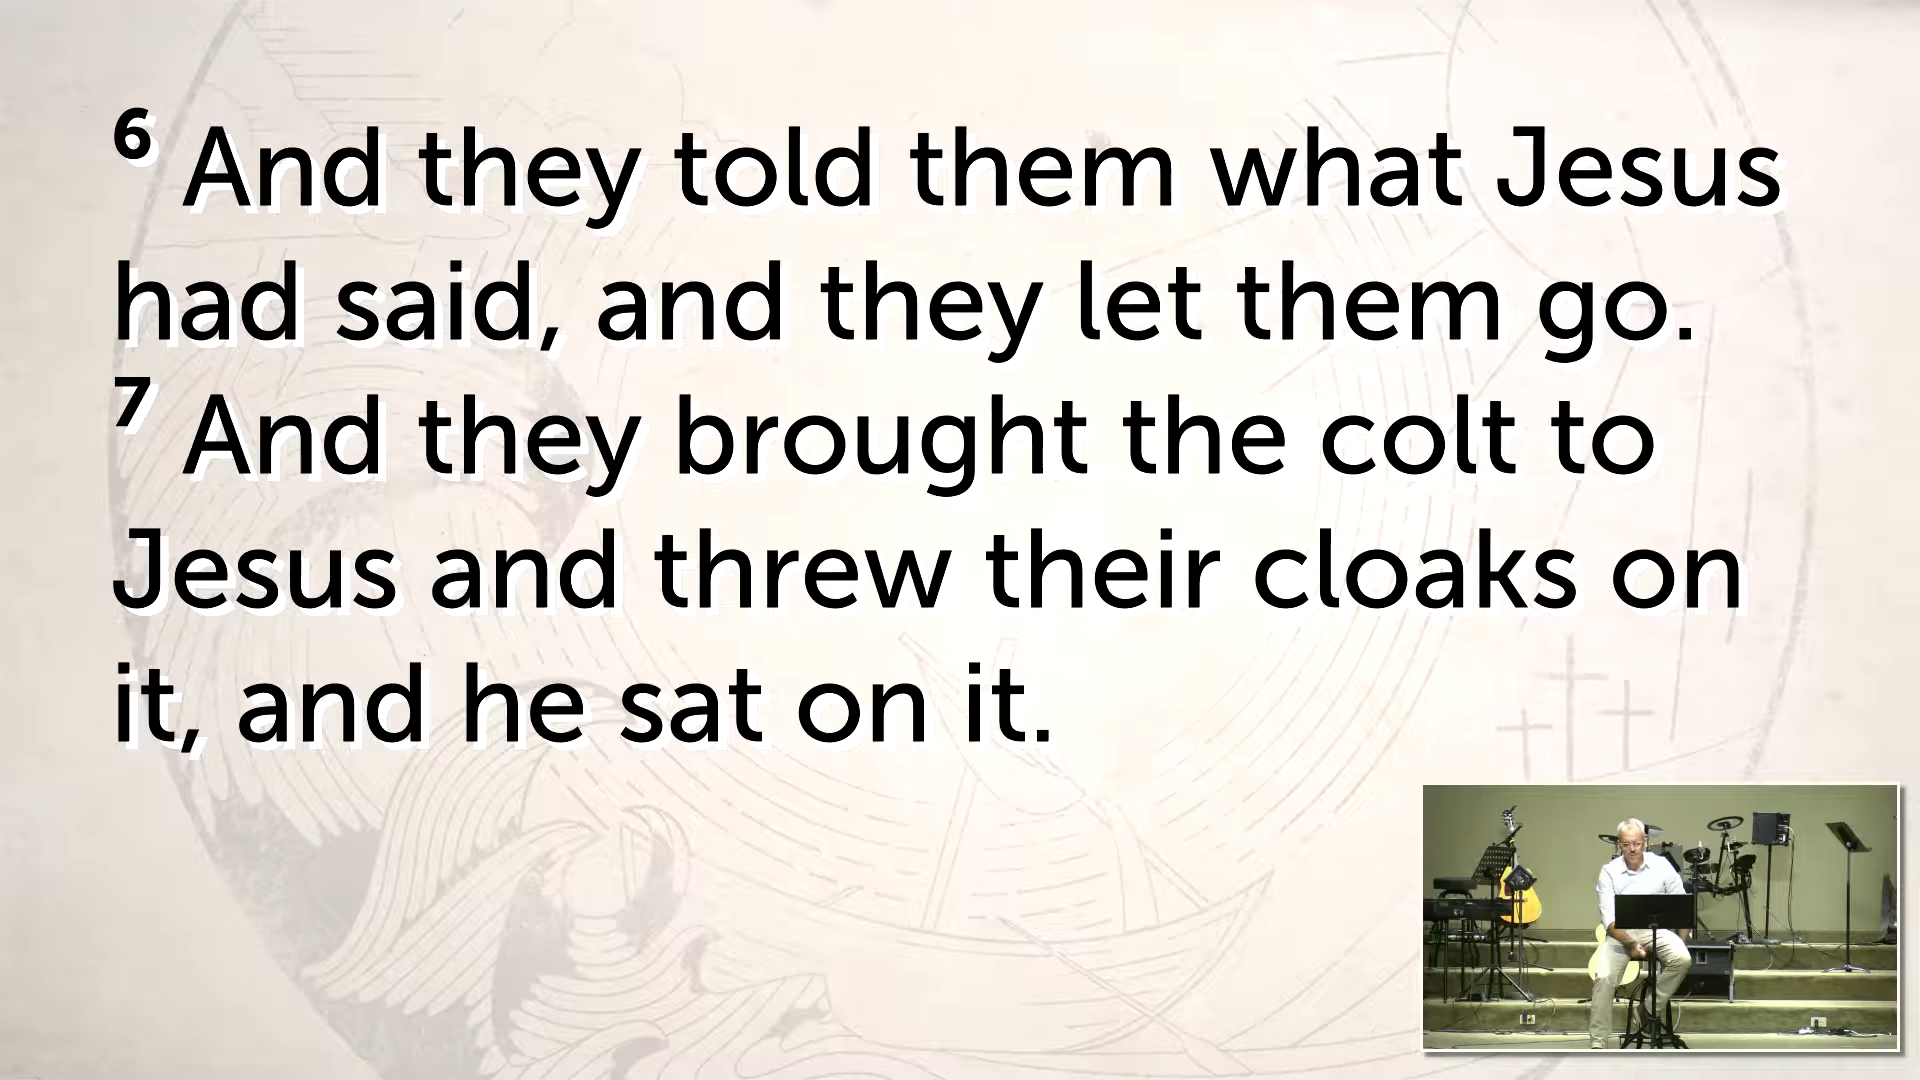 6 And they told them what Jesus
had said, and they let them go.
7 And they brought the colt to
Jesus and threw their cloaks on
it, and he sat on it.